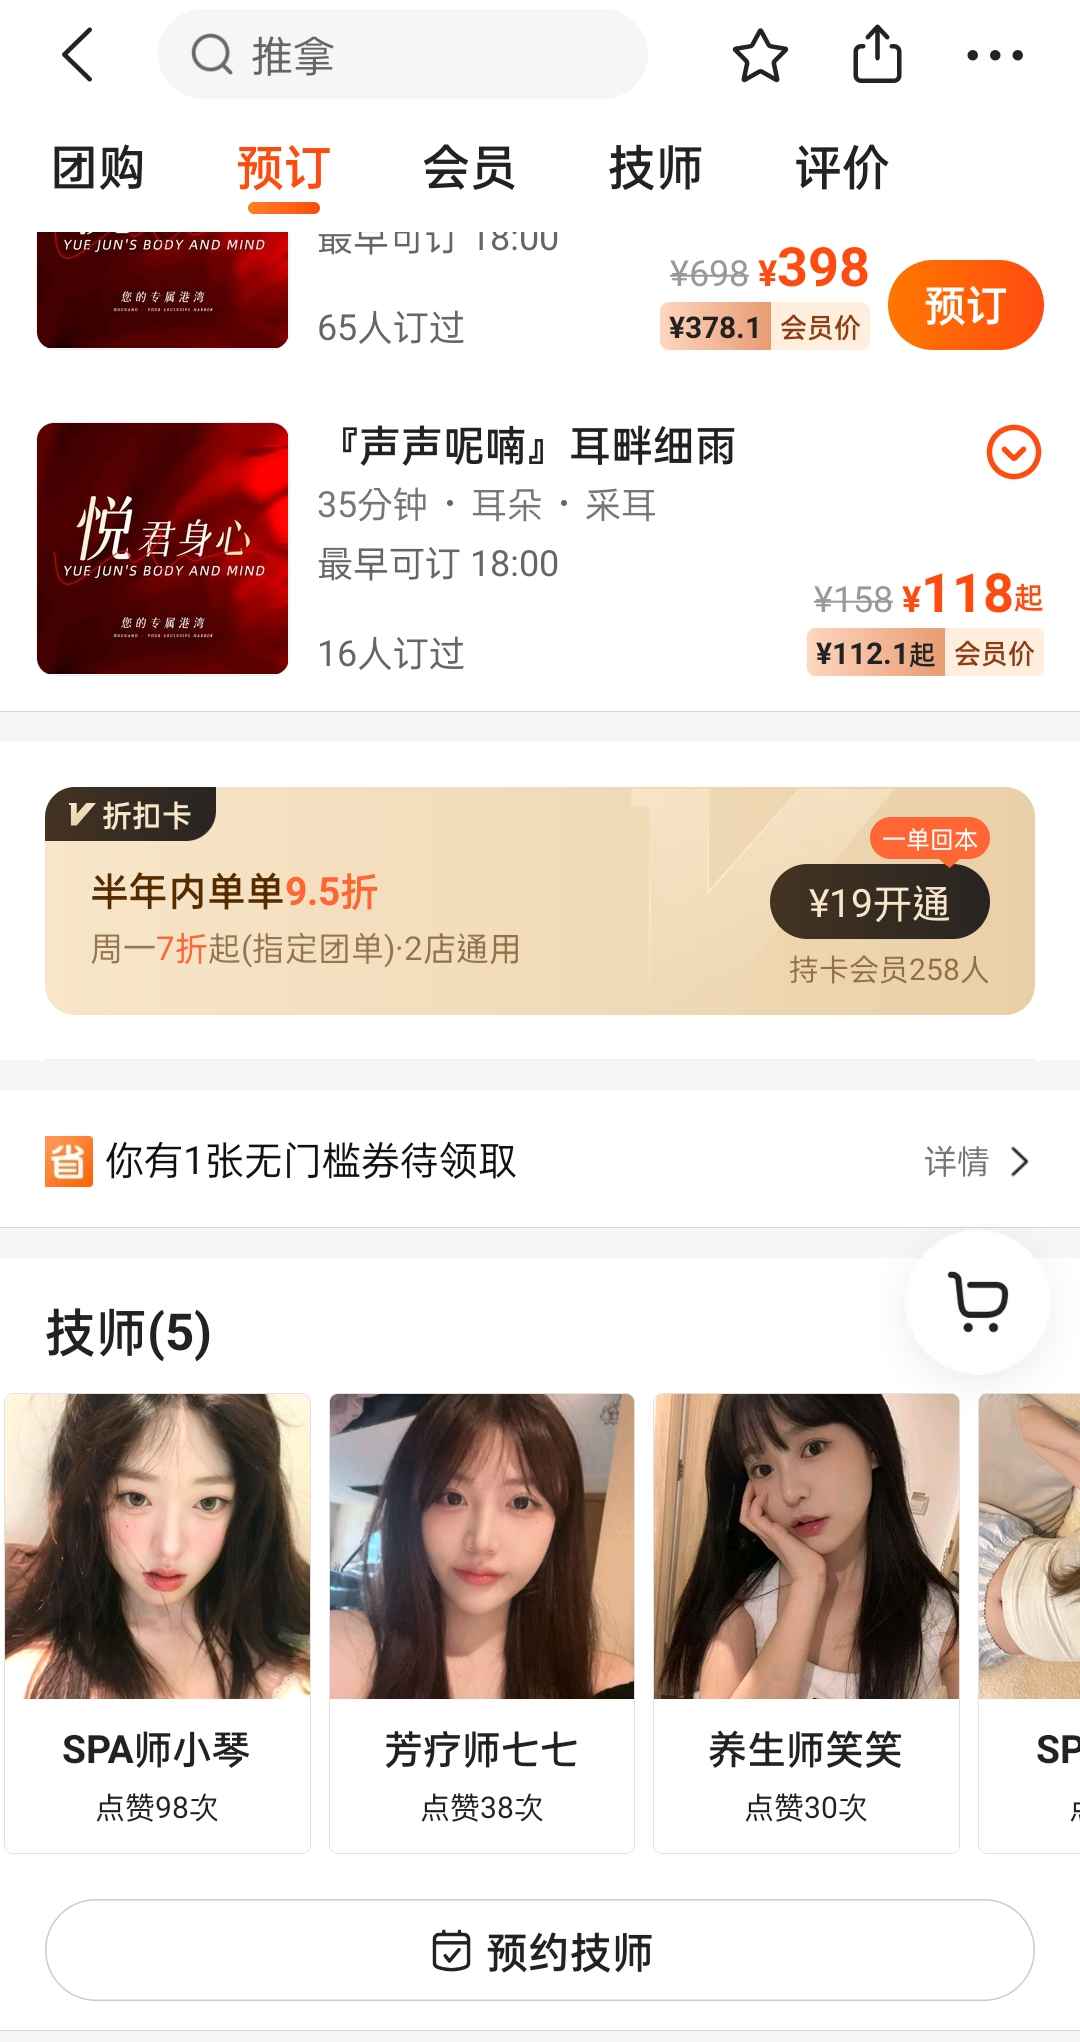 推拿
团购 预订 会员 技师 评价
YUE JUN'S BODY AND MIND
您的专属港湾
最早可订 18:00
65人订过
¥698 ¥398
¥378.1 会员价
预订
悦君身心
YUE JUN'S BODY AND MIND
您的专属港湾
『声声呢喃』耳畔细雨
35分钟 · 耳朵 · 采耳
最早可订 18:00
16人订过
¥158 ¥118起
¥112.1起 会员价
折扣卡
半年内单单9.5折
周一7折起(指定团单)·2店通用
一单回本
¥19开通
持卡会员258人
省 你有1张无门槛券待领取
详情
技师(5)
SPA师小琴
点赞98次
芳疗师七七
点赞38次
养生师笑笑
点赞30次
SP
预约技师